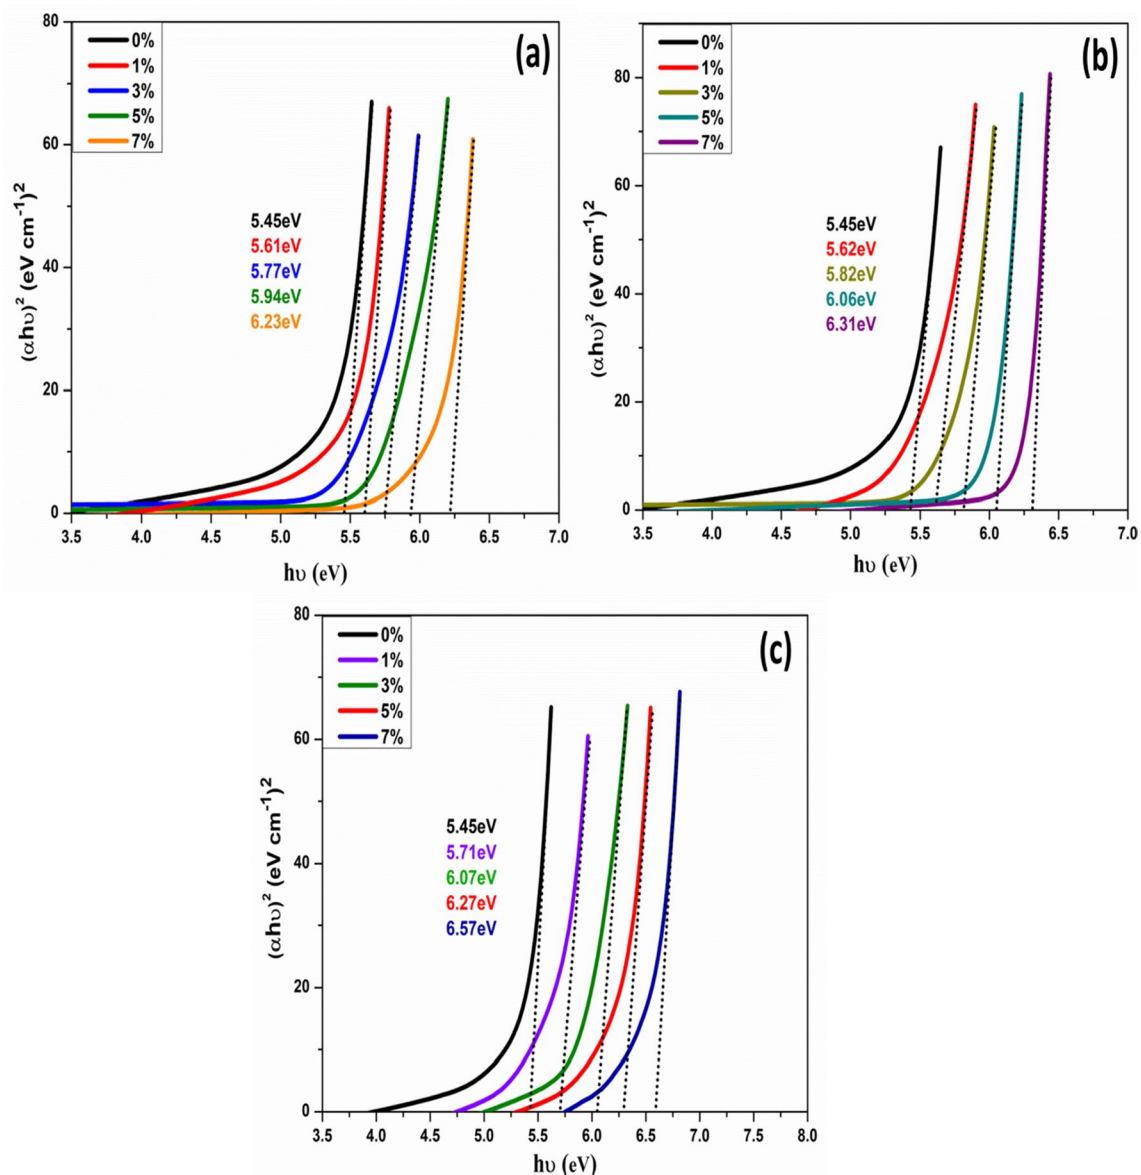 (a)
0%
1%
3%
5%
7%
5.45eV
5.61eV
5.77eV
5.94eV
6.23eV
80
60
40
20
0
(αhυ)² (eV cm⁻¹)²
3.5 4.0 4.5 5.0 5.5 6.0 6.5 7.0
hυ (eV)
(b)
0%
1%
3%
5%
7%
5.45eV
5.62eV
5.82eV
6.06eV
6.31eV
80
60
40
20
0
(αhυ)² (eV cm⁻¹)²
3.5 4.0 4.5 5.0 5.5 6.0 6.5 7.0
hυ (eV)
(c)
0%
1%
3%
5%
7%
5.45eV
5.71eV
6.07eV
6.27eV
6.57eV
80
60
40
20
0
(αhυ)² (eV cm⁻¹)²
3.5 4.0 4.5 5.0 5.5 6.0 6.5 7.0 7.5 8.0
hυ (eV)